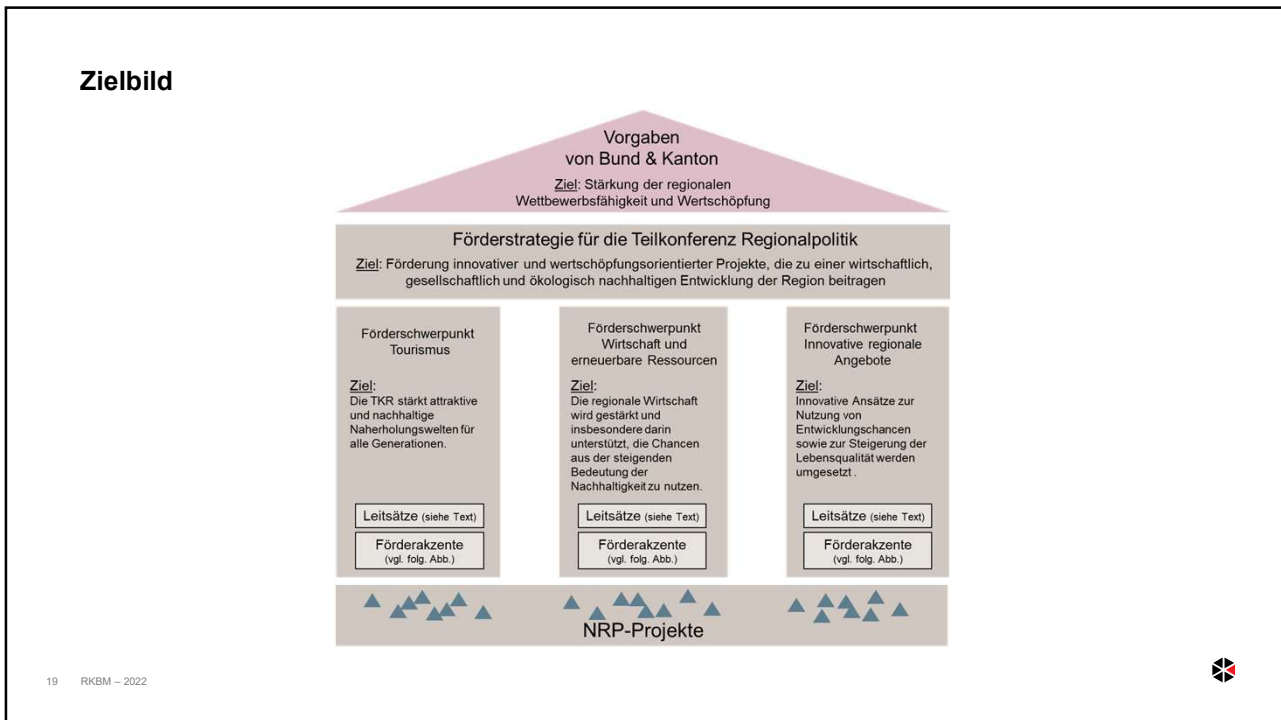 Zielbild
Vorgaben
von Bund & Kanton
Ziel: Stärkung der regionalen
Wettbewerbsfähigkeit und Wertschöpfung
Förderstrategie für die Teilkonferenz Regionalpolitik
Ziel: Förderung innovativer und wertschöpfungsorientierter Projekte, die zu einer wirtschaftlich,
gesellschaftlich und ökologisch nachhaltigen Entwicklung der Region beitragen
Förderschwerpunkt
Tourismus
Ziel:
Die TKR stärkt attraktive
und nachhaltige
Naherholungswelten für
alle Generationen.
Leitsätze (siehe Text)
Förderakzente
(vgl. folg. Abb.)
Förderschwerpunkt
Wirtschaft und
erneuerbare Ressourcen
Ziel:
Die regionale Wirtschaft
wird gestärkt und
insbesondere darin
unterstützt, die Chancen
aus der steigenden
Bedeutung der
Nachhaltigkeit zu nutzen.
Leitsätze (siehe Text)
Förderakzente
(vgl. folg. Abb.)
Förderschwerpunkt
Innovative regionale
Angebote
Ziel:
Innovative Ansätze zur
Nutzung von
Entwicklungschancen
sowie zur Steigerung der
Lebensqualität werden
umgesetzt .
Leitsätze (siehe Text)
Förderakzente
(vgl. folg. Abb.)
NRP-Projekte
19 RKBM – 2022